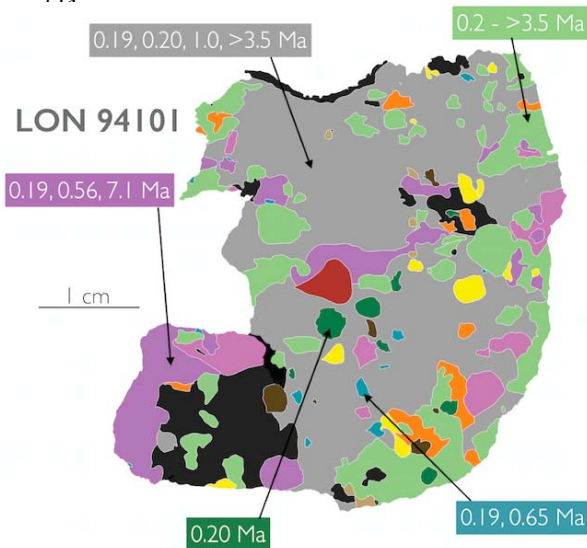 0.19, 0.20, 1.0, >3.5 Ma
0.2 - >3.5 Ma
LON 94101
0.19, 0.56, 7.1 Ma
1 cm
0.20 Ma
0.19, 0.65 Ma